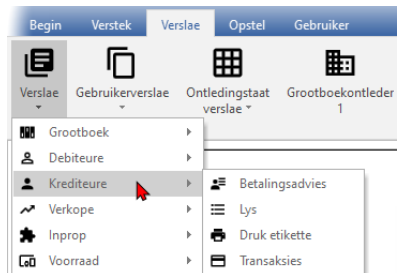 Begin Verstek Verslae Opstel Gebruiker
Verslae Gebruikerverslae Ontledingstaat verslae Grootboekontleder 1
Grootboek
Debiteure
Krediteure Betalingsadvies
Verkope Lys
Inprop Druk etikette
Voorraad Transaksies